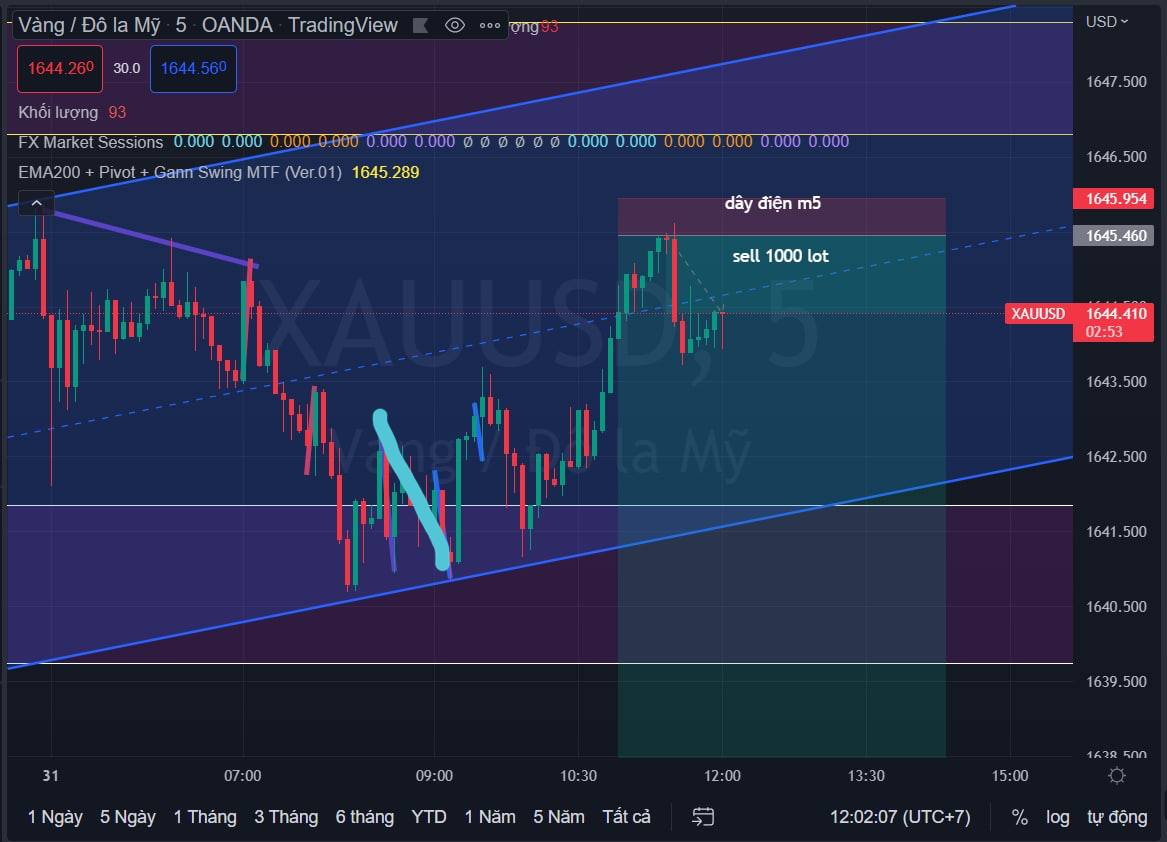 Vàng / Đô la Mỹ · 5 · OANDA · TradingView
ợng 93
USD
1644.260 30.0 1644.560
Khối lượng 93
FX Market Sessions 0.000 0.000 0.000 0.000 0.000 0.000 ø ø ø ø ø ø 0.000 0.000 0.000 0.000 0.000 0.000
EMA200 + Pivot + Gann Swing MTF (Ver.01) 1645.289
1647.500
1646.500
1645.954
dây điện m5
1645.460
sell 1000 lot
XAUUSD, 5
XAUUSD 1644.410
02:53
1643.500
Vàng / Đô la Mỹ
1642.500
1641.500
1640.500
1639.500
1638.500
31 07:00 09:00 10:30 12:00 13:30 15:00
1 Ngày 5 Ngày 1 Tháng 3 Tháng 6 tháng YTD 1 Năm 5 Năm Tất cả 12:02:07 (UTC+7) % log tự động